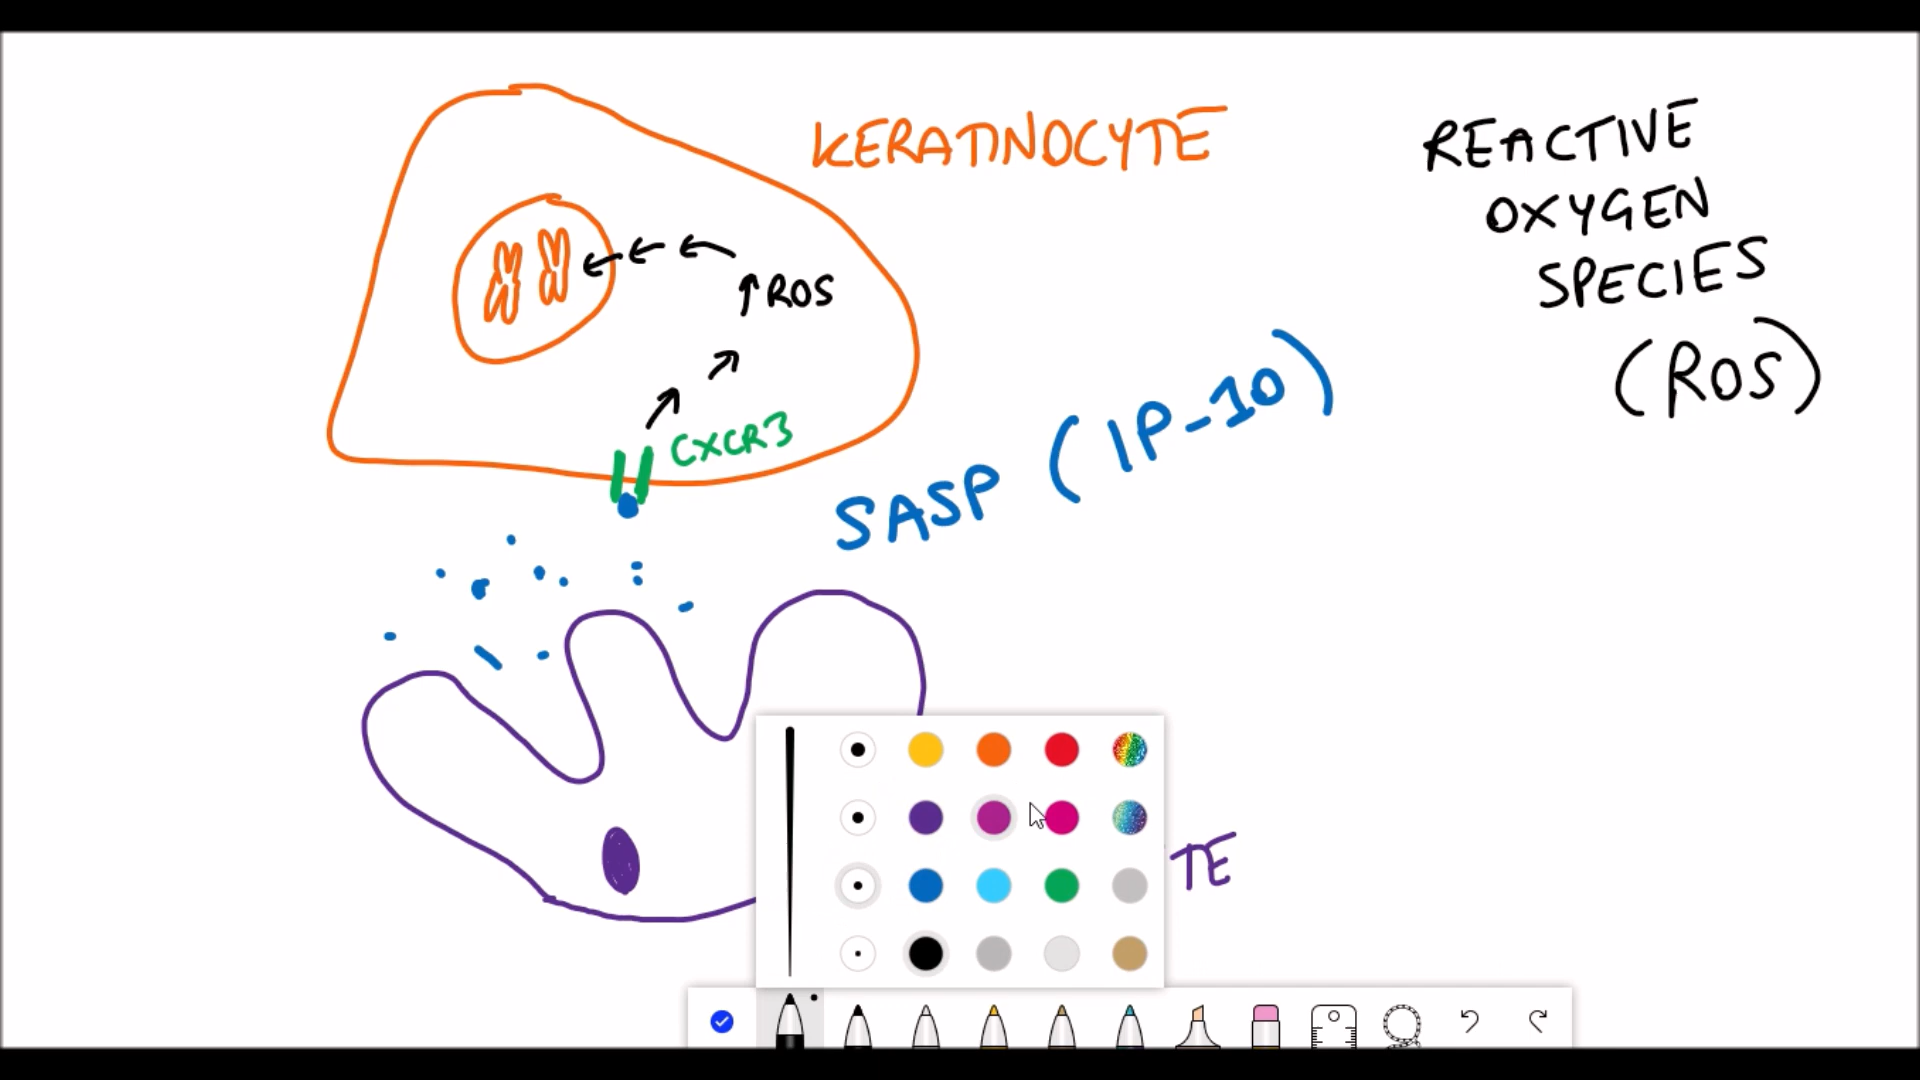 KERATINOCYTE
REACTIVE
OXYGEN
SPECIES
(ROS)
↑ROS
CXCR3
SASP (IP-10)
TE